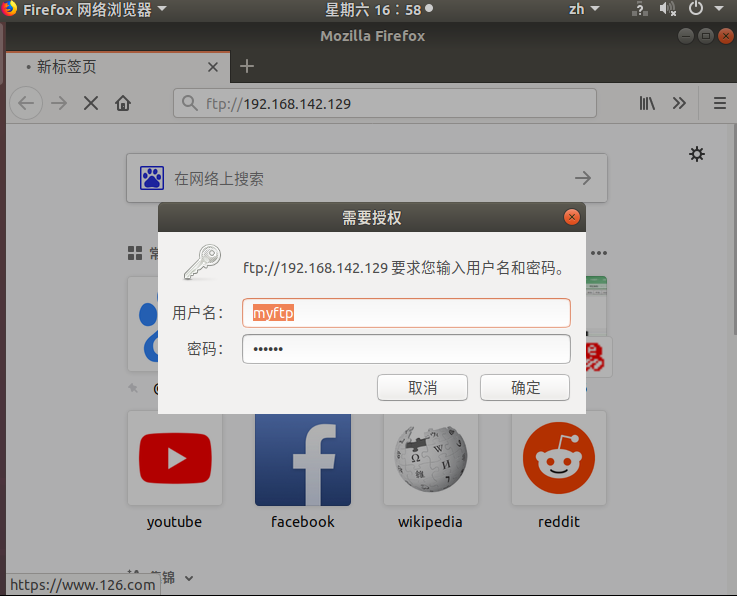 Firefox 网络浏览器
星期六 16：58
zh
Mozilla Firefox
• 新标签页
ftp://192.168.142.129
在网络上搜索
需要授权
ftp://192.168.142.129 要求您输入用户名和密码。
用户名：
myftp
密码：
••••••
取消
确定
youtube
facebook
wikipedia
reddit
https://www.126.com